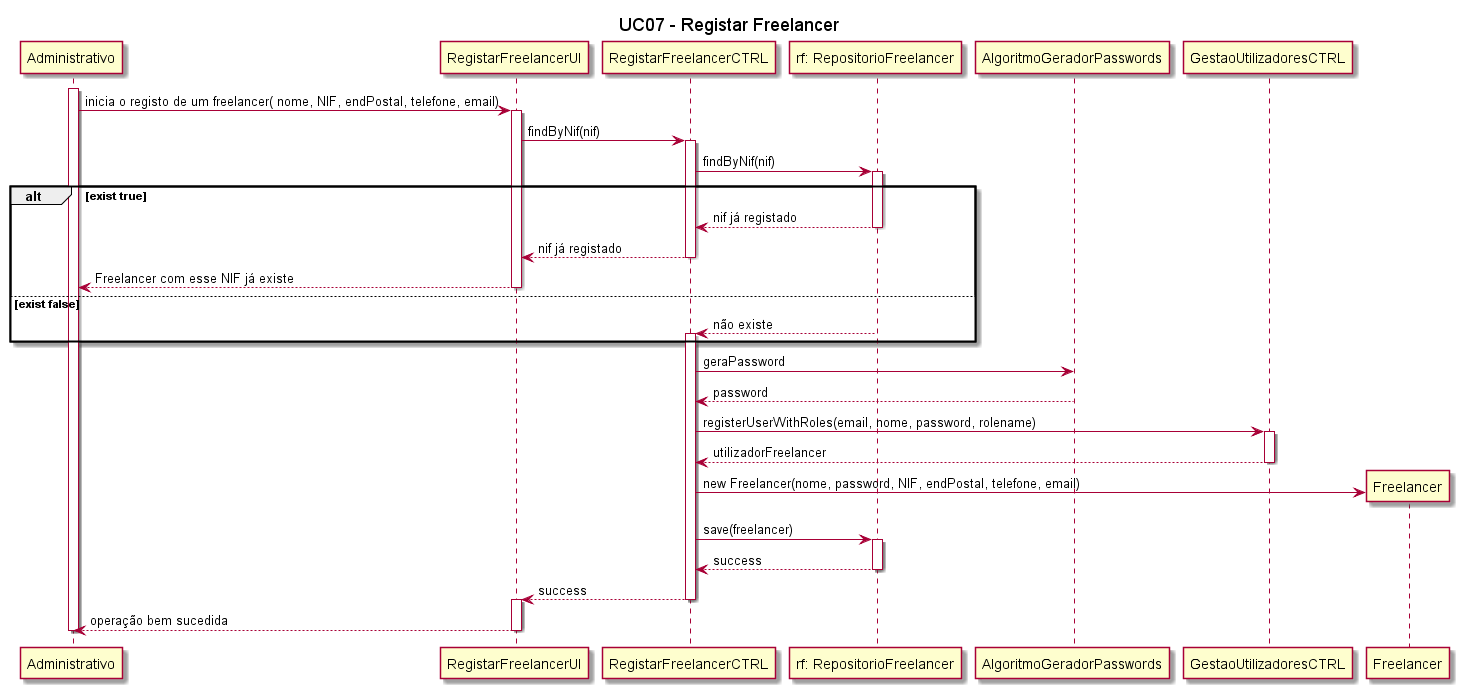 UC07 - Registar Freelancer
Administrativo
RegistarFreelancerUI
RegistarFreelancerCTRL
rf: RepositorioFreelancer
AlgoritmoGeradorPasswords
GestaoUtilizadoresCTRL
inicia o registo de um freelancer( nome, NIF, endPostal, telefone, email)
findByNif(nif)
findByNif(nif)
alt
[exist true]
nif já registado
nif já registado
Freelancer com esse NIF já existe
[exist false]
não existe
geraPassword
password
registerUserWithRoles(email, nome, password, rolename)
utilizadorFreelancer
new Freelancer(nome, password, NIF, endPostal, telefone, email)
Freelancer
save(freelancer)
success
success
operação bem sucedida
Administrativo
RegistarFreelancerUI
RegistarFreelancerCTRL
rf: RepositorioFreelancer
AlgoritmoGeradorPasswords
GestaoUtilizadoresCTRL
Freelancer